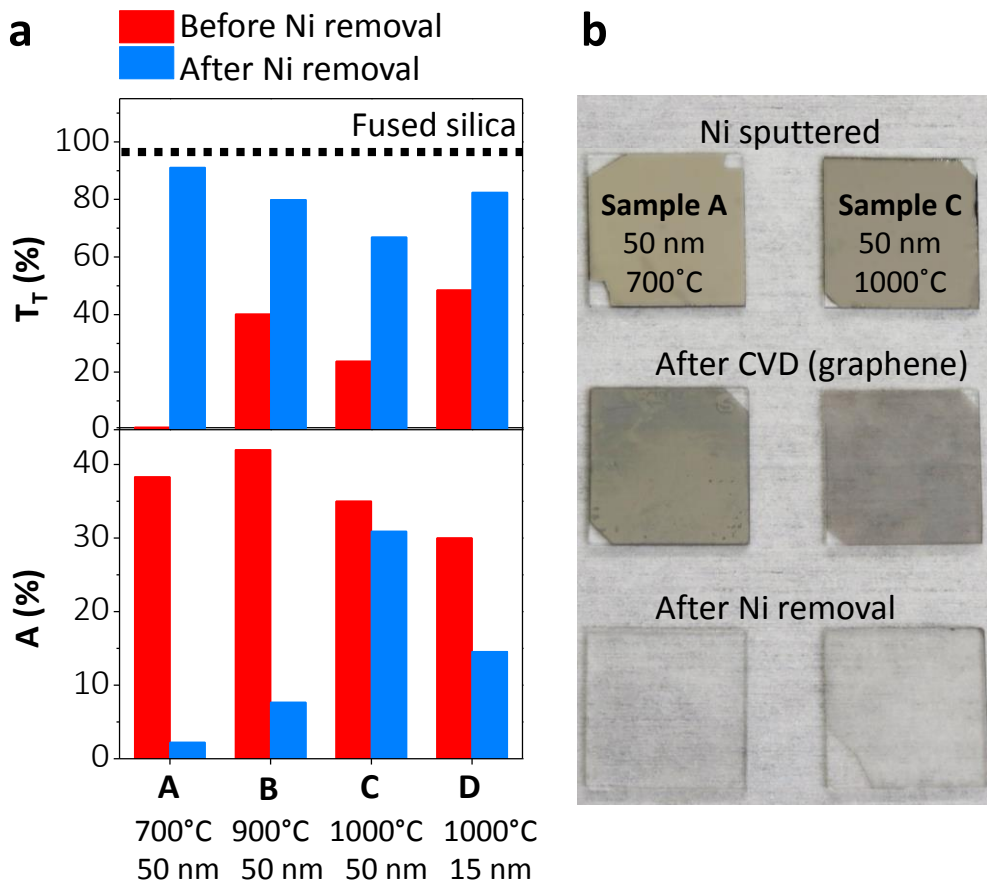 a
Before Ni removal
After Ni removal
Fused silica
100
80
60
40
20
0
T_T (%)
40
30
20
10
0
A (%)
A B C D
700°C 900°C 1000°C 1000°C
50 nm 50 nm 50 nm 15 nm
b
Ni sputtered
Sample A
50 nm
700˚C
Sample C
50 nm
1000˚C
After CVD (graphene)
After Ni removal